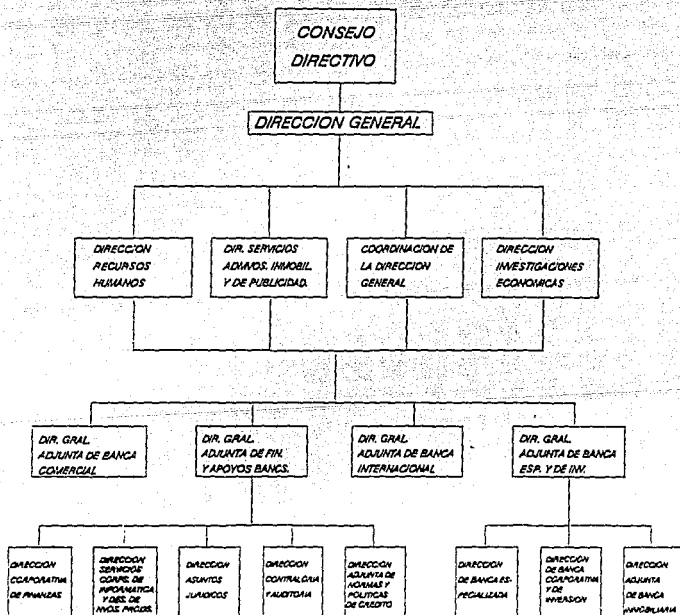 CONSEJO
DIRECTIVO
DIRECCION GENERAL
DIRECCION
RECURSOS
HUMANOS
DIR. SERVICIOS
ADMVOS. INMOBIL.
Y DE PUBLICIDAD.
COORDINACION DE
LA DIRECCION
GENERAL
DIRECCION
INVESTIGACIONES
ECONOMICAS
DIR. GRAL.
ADJUNTA DE BANCA
COMERCIAL
DIR. GRAL.
ADJUNTA DE FIN.
Y APOYOS BANCS.
DIR. GRAL.
ADJUNTA DE BANCA
INTERNACIONAL
DIR. GRAL.
ADJUNTA DE BANCA
ESP. Y DE INV.
DIRECCION
CORPORATIVA
DE FINANZAS
DIRECCION
SERVICIOS
CORPS. DE
INFORMATICA
Y DES. DE
NVOS. PRODS.
DIRECCION
ASUNTOS
JURIDICOS
DIRECCION
CONTRALORIA
Y AUDITORIA
DIRECCION
ADJUNTA DE
NORMAS Y
POLITICAS
DE CREDITO
DIRECCION
DE BANCA ES-
PECIALIZADA
DIRECCION
DE BANCA
CORPORATIVA
Y DE
INVERSION
DIRECCION
ADJUNTA
DE BANCA
INMOBILIARIA